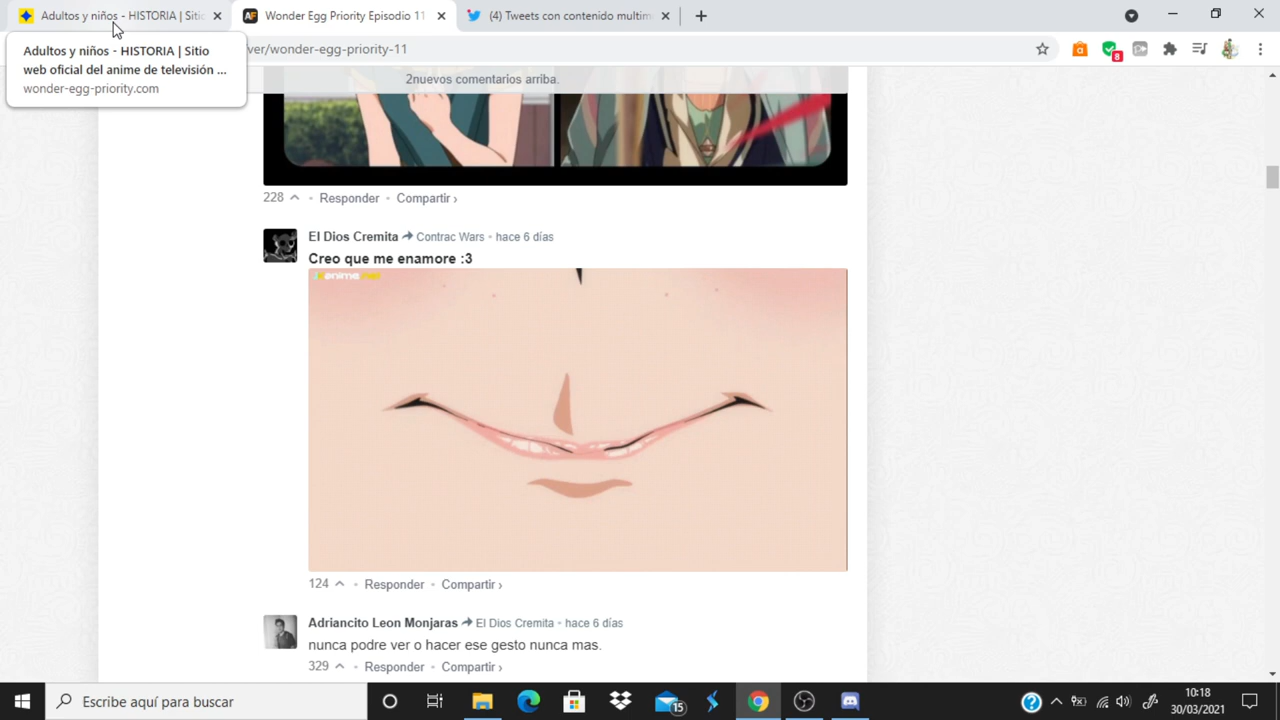 Adultos y niños - HISTORIA | Sitio
Wonder Egg Priority Episodio 11
(4) Tweets con contenido multim
Adultos y niños - HISTORIA | Sitio
web oficial del anime de televisión ...
wonder-egg-priority.com
ver/wonder-egg-priority-11
8
2nuevos comentarios arriba.
228 • Responder • Compartir ›
El Dios Cremita Contrac Wars • hace 6 días
Creo que me enamore :3
124 • Responder • Compartir ›
Adriancito Leon Monjaras El Dios Cremita • hace 6 días
nunca podre ver o hacer ese gesto nunca mas.
329 • Responder • Compartir ›
Escribe aquí para buscar
15
10:18
30/03/2021